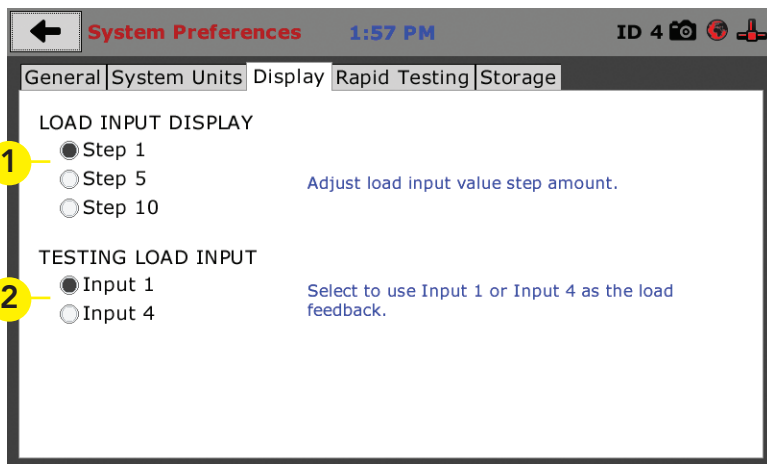 System Preferences 1:57 PM ID 4
General System Units Display Rapid Testing Storage
LOAD INPUT DISPLAY
1
Step 1
Step 5
Step 10
Adjust load input value step amount.
TESTING LOAD INPUT
2
Input 1
Input 4
Select to use Input 1 or Input 4 as the load
feedback.